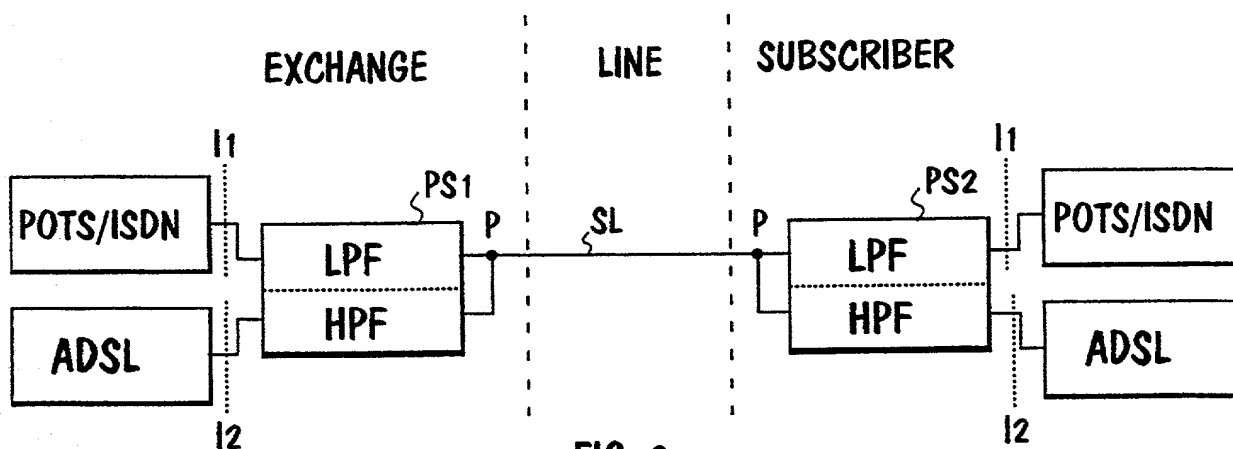 EXCHANGE
LINE
SUBSCRIBER
I1
I1
PS1
PS2
POTS/ISDN
P
SL
P
POTS/ISDN
LPF
LPF
HPF
HPF
ADSL
ADSL
I2
I2